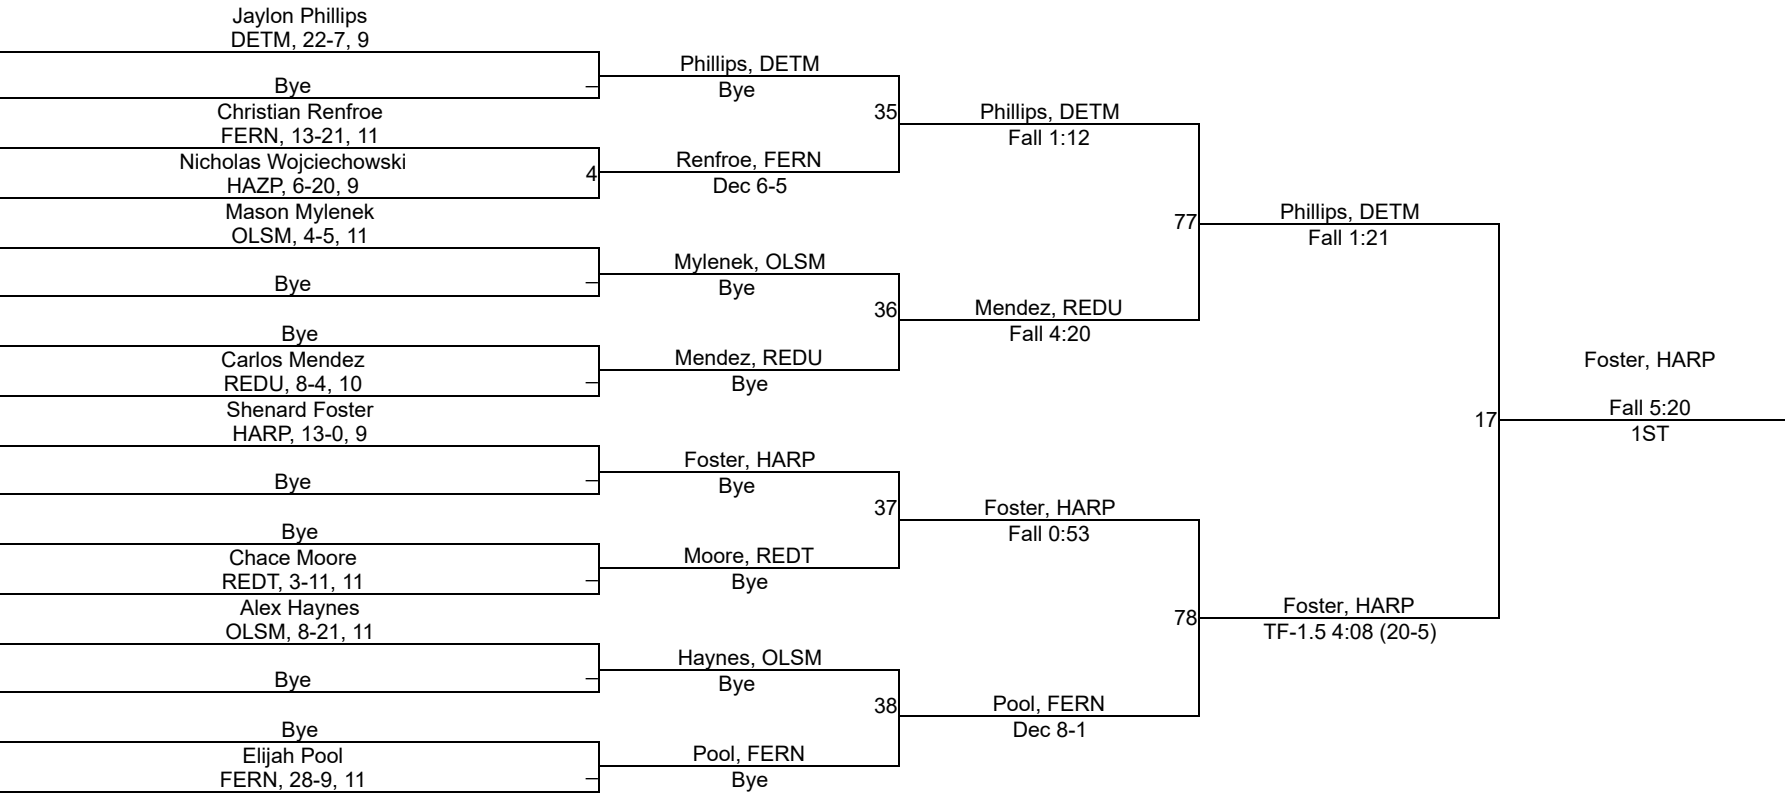 Jaylon Phillips
DETM, 22-7, 9
Bye
Christian Renfroe
FERN, 13-21, 11
Nicholas Wojciechowski
HAZP, 6-20, 9
4
Mason Mylenek
OLSM, 4-5, 11
Bye
Bye
Carlos Mendez
REDU, 8-4, 10
Shenard Foster
HARP, 13-0, 9
Bye
Bye
Chace Moore
REDT, 3-11, 11
Alex Haynes
OLSM, 8-21, 11
Bye
Bye
Elijah Pool
FERN, 28-9, 11
Phillips, DETM
Bye
35
Renfroe, FERN
Dec 6-5
Mylenek, OLSM
Bye
36
Mendez, REDU
Bye
Foster, HARP
Bye
37
Moore, REDT
Bye
Haynes, OLSM
Bye
38
Pool, FERN
Bye
Phillips, DETM
Fall 1:12
77
Mendez, REDU
Fall 4:20
Foster, HARP
Fall 0:53
78
Pool, FERN
Dec 8-1
Phillips, DETM
Fall 1:21
17
Foster, HARP
TF-1.5 4:08 (20-5)
Foster, HARP
Fall 5:20
1ST